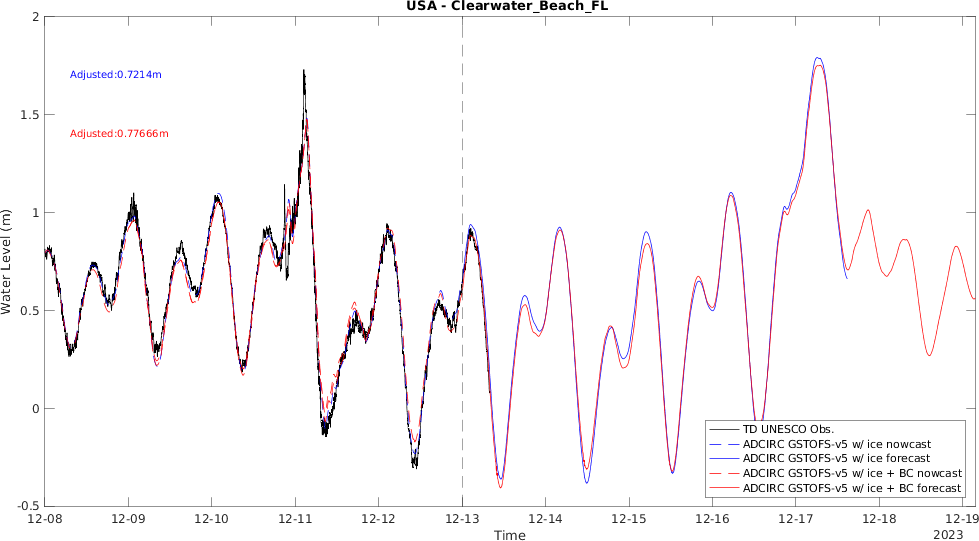 USA - Clearwater_Beach_FL
2
1.5
1
0.5
0
-0.5
Water Level (m)
Adjusted:0.7214m
Adjusted:0.77666m
TD UNESCO Obs.
ADCIRC GSTOFS-v5 w/ ice nowcast
ADCIRC GSTOFS-v5 w/ ice forecast
ADCIRC GSTOFS-v5 w/ ice + BC nowcast
ADCIRC GSTOFS-v5 w/ ice + BC forecast
12-08 12-09 12-10 12-11 12-12 12-13 12-14 12-15 12-16 12-17 12-18 12-19
Time
2023